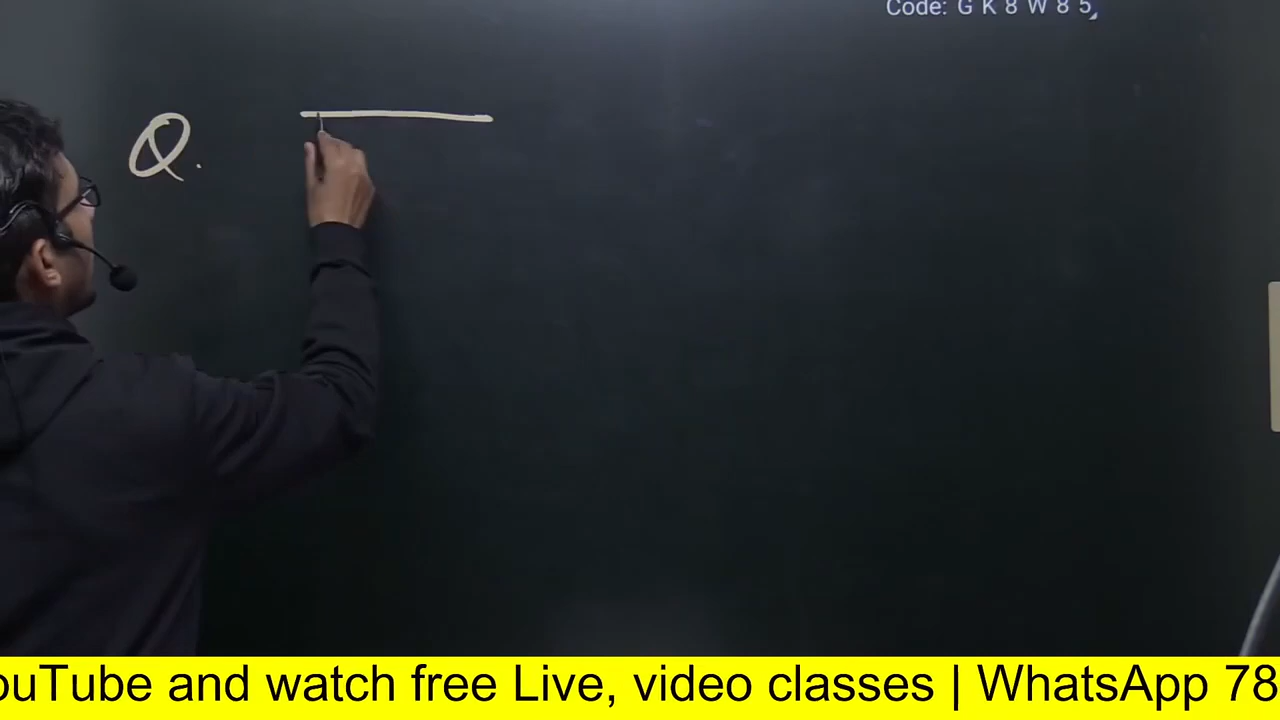 Code: G K 8 W 8 5
Q.
ouTube and watch free Live, video classes | WhatsApp 78